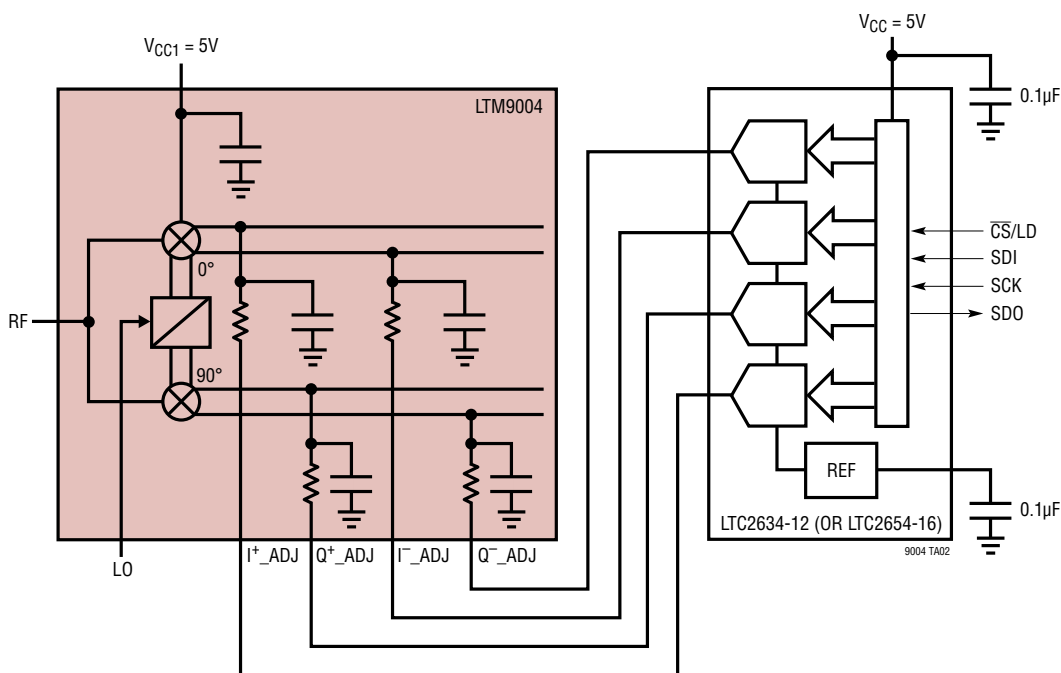 V_CC1 = 5V
V_CC = 5V
LTM9004
0.1µF
0°
RF
90°
C̅S̅/LD
SDI
SCK
SDO
REF
0.1µF
LTC2634-12 (OR LTC2654-16)
9004 TA02
LO
I⁺_ADJ
Q⁺_ADJ
I⁻_ADJ
Q⁻_ADJ